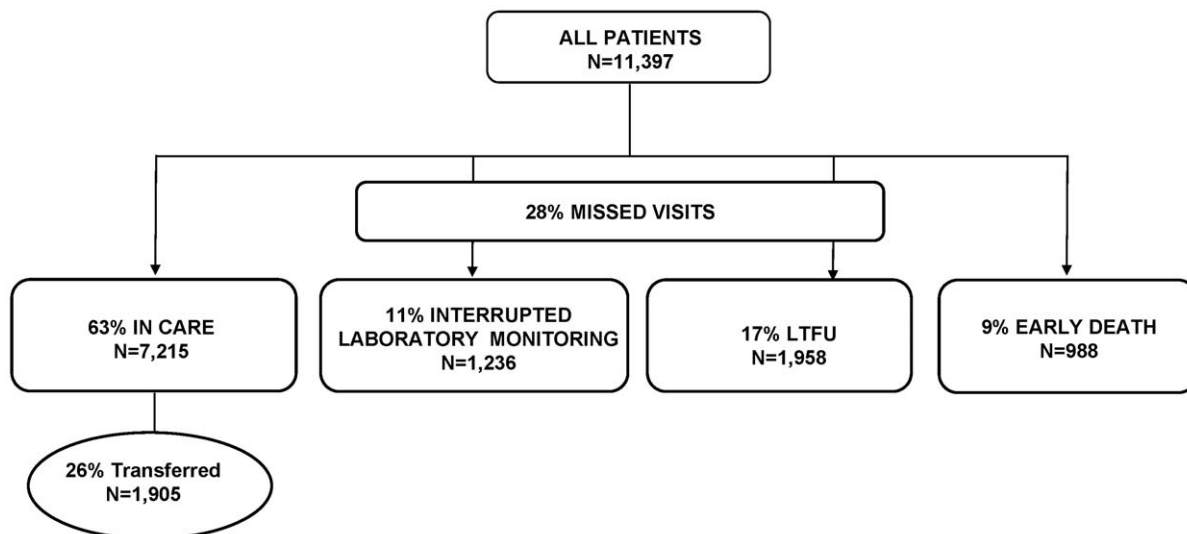 ALL PATIENTS
N=11,397
28% MISSED VISITS
63% IN CARE
N=7,215
11% INTERRUPTED
LABORATORY MONITORING
N=1,236
17% LTFU
N=1,958
9% EARLY DEATH
N=988
26% Transferred
N=1,905